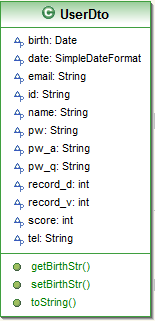 C UserDto
birth: Date
date: SimpleDateFormat
email: String
id: String
name: String
pw: String
pw_a: String
pw_q: String
record_d: int
record_v: int
score: int
tel: String
getBirthStr()
setBirthStr()
toString()